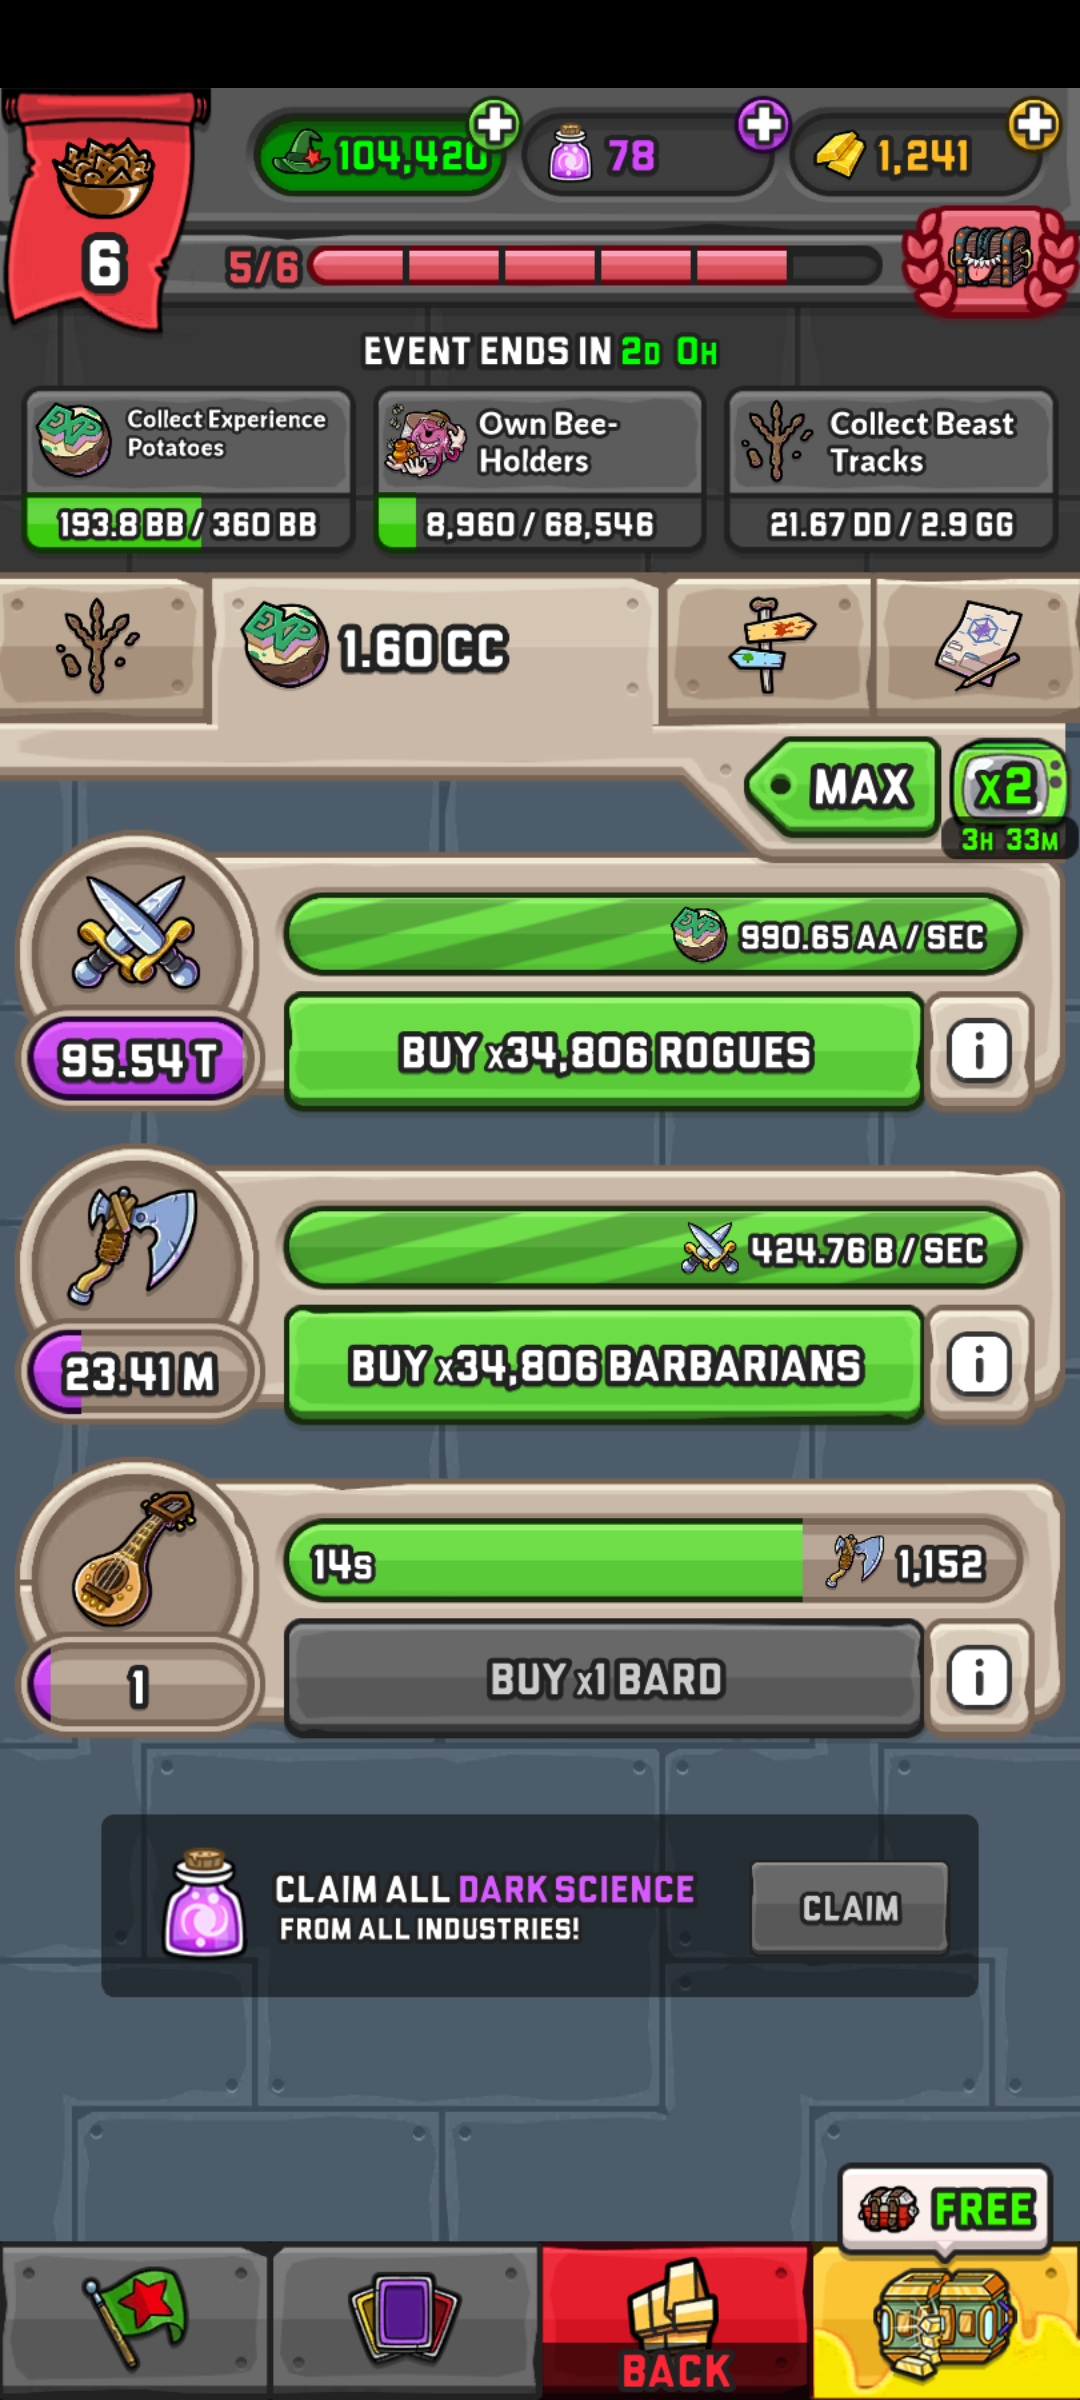 104,420
78
1,241
6
5/6
EVENT ENDS IN 2D 0H
Collect Experience
Potatoes
193.8 BB / 360 BB
Own Bee-
Holders
8,960 / 68,546
Collect Beast
Tracks
21.67 DD / 2.9 GG
EXP
1.60 CC
MAX
x2
3H 33M
990.65 AA / SEC
95.54 T
BUY x34,806 ROGUES
i
424.76 B / SEC
23.41 M
BUY x34,806 BARBARIANS
i
14s
1,152
1
BUY x1 BARD
i
CLAIM ALL DARK SCIENCE
FROM ALL INDUSTRIES!
CLAIM
FREE
BACK